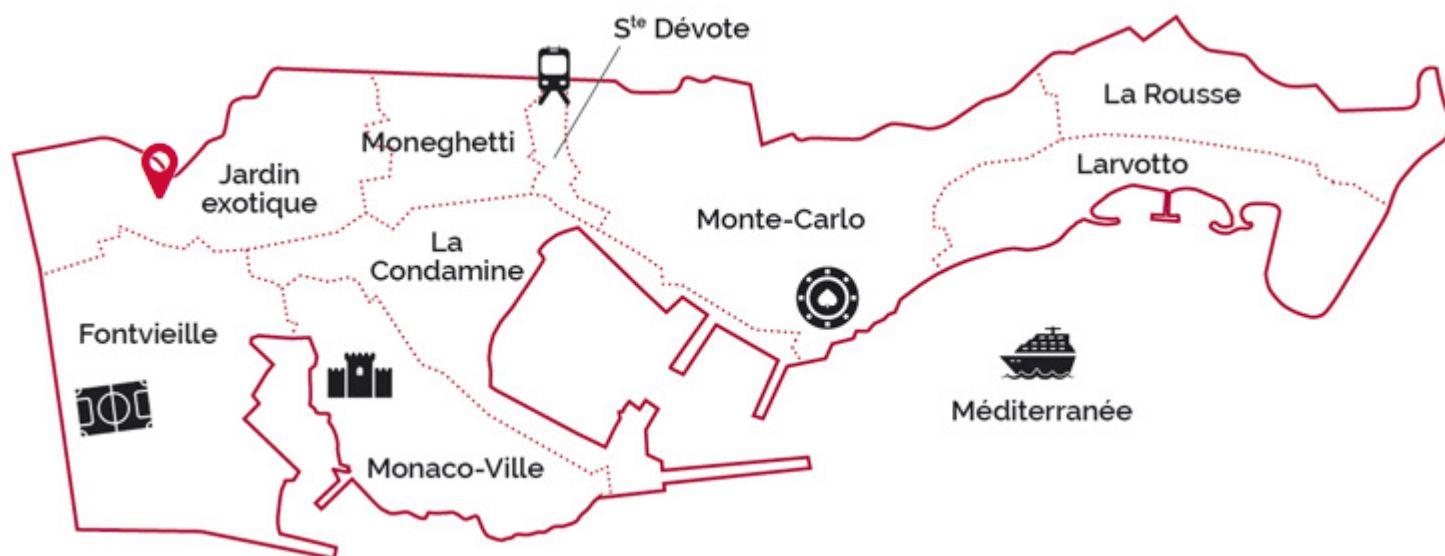 Sᵗᵉ Dévote
La Rousse
Moneghetti
Larvotto
Jardin
exotique
Monte-Carlo
La
Condamine
Fontvieille
Méditerranée
Monaco-Ville